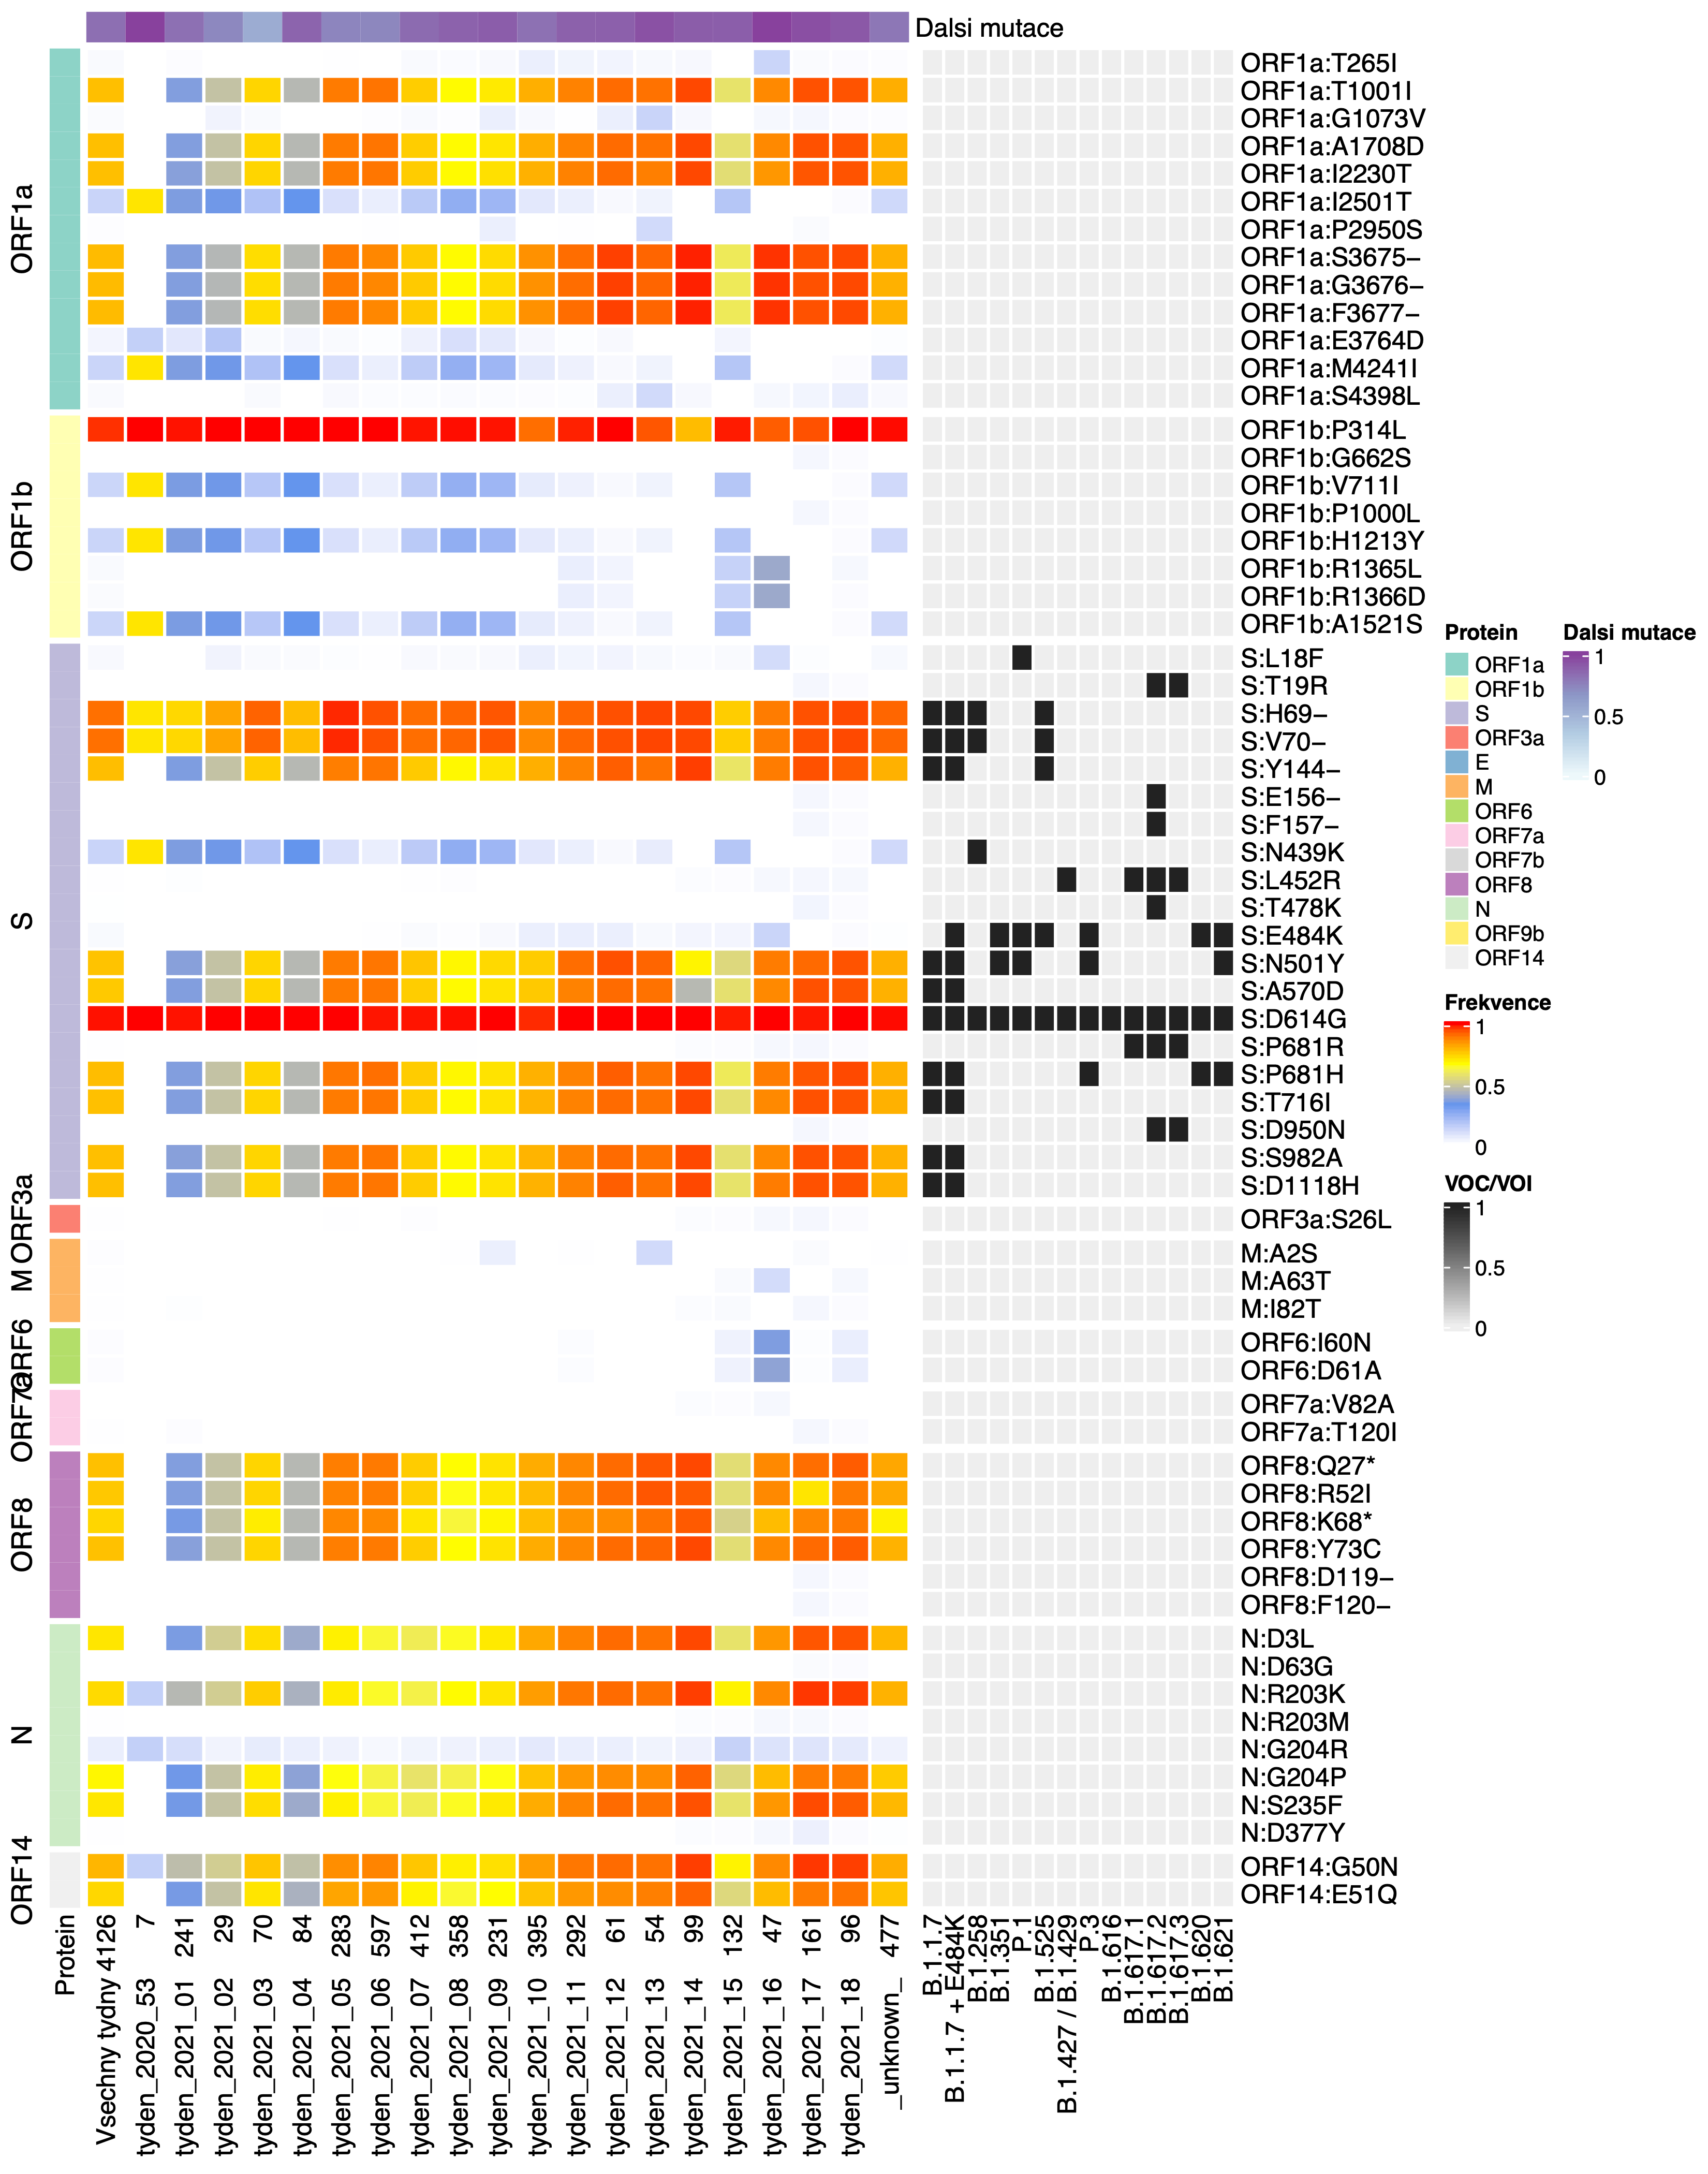 Dalsi mutace
ORF1a
ORF1b
S
ORF3a
M
ORF6
ORF7a
ORF8
N
ORF14
ORF1a:T265I
ORF1a:T1001I
ORF1a:G1073V
ORF1a:A1708D
ORF1a:I2230T
ORF1a:I2501T
ORF1a:P2950S
ORF1a:S3675−
ORF1a:G3676−
ORF1a:F3677−
ORF1a:E3764D
ORF1a:M4241I
ORF1a:S4398L
ORF1b:P314L
ORF1b:G662S
ORF1b:V711I
ORF1b:P1000L
ORF1b:H1213Y
ORF1b:R1365L
ORF1b:R1366D
ORF1b:A1521S
S:L18F
S:T19R
S:H69−
S:V70−
S:Y144−
S:E156−
S:F157−
S:N439K
S:L452R
S:T478K
S:E484K
S:N501Y
S:A570D
S:D614G
S:P681R
S:P681H
S:T716I
S:D950N
S:S982A
S:D1118H
ORF3a:S26L
M:A2S
M:A63T
M:I82T
ORF6:I60N
ORF6:D61A
ORF7a:V82A
ORF7a:T120I
ORF8:Q27*
ORF8:R52I
ORF8:K68*
ORF8:Y73C
ORF8:D119−
ORF8:F120−
N:D3L
N:D63G
N:R203K
N:R203M
N:G204R
N:G204P
N:S235F
N:D377Y
ORF14:G50N
ORF14:E51Q
Protein
ORF1a
ORF1b
S
ORF3a
E
M
ORF6
ORF7a
ORF7b
ORF8
N
ORF9b
ORF14
Dalsi mutace
1
0.5
0
Frekvence
1
0.5
0
VOC/VOI
1
0.5
0
Protein
Vsechny tydny 4126
tyden_2020_53 7
tyden_2021_01 241
tyden_2021_02 29
tyden_2021_03 70
tyden_2021_04 84
tyden_2021_05 283
tyden_2021_06 597
tyden_2021_07 412
tyden_2021_08 358
tyden_2021_09 231
tyden_2021_10 395
tyden_2021_11 292
tyden_2021_12 61
tyden_2021_13 54
tyden_2021_14 99
tyden_2021_15 132
tyden_2021_16 47
tyden_2021_17 161
tyden_2021_18 96
_unknown_ 477
B.1.1.7
B.1.1.7 + E484K
B.1.258
B.1.351
P.1
B.1.525
B.1.427 / B.1.429
P.3
B.1.616
B.1.617.1
B.1.617.2
B.1.617.3
B.1.620
B.1.621